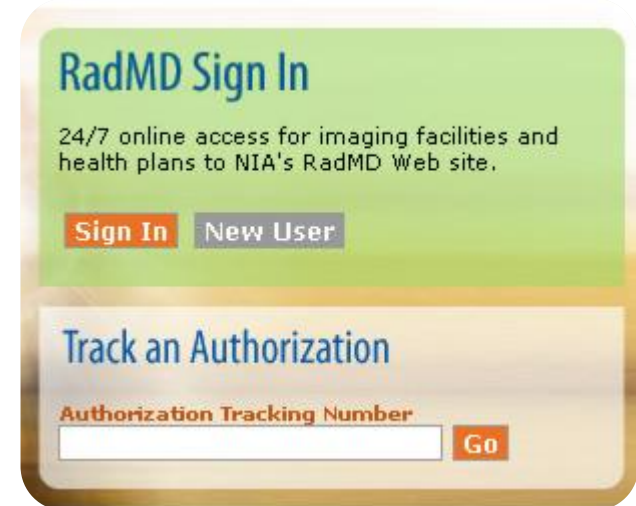 RadMD Sign In
24/7 online access for imaging facilities and
health plans to NIA's RadMD Web site.
Sign In New User
Track an Authorization
Authorization Tracking Number
Go